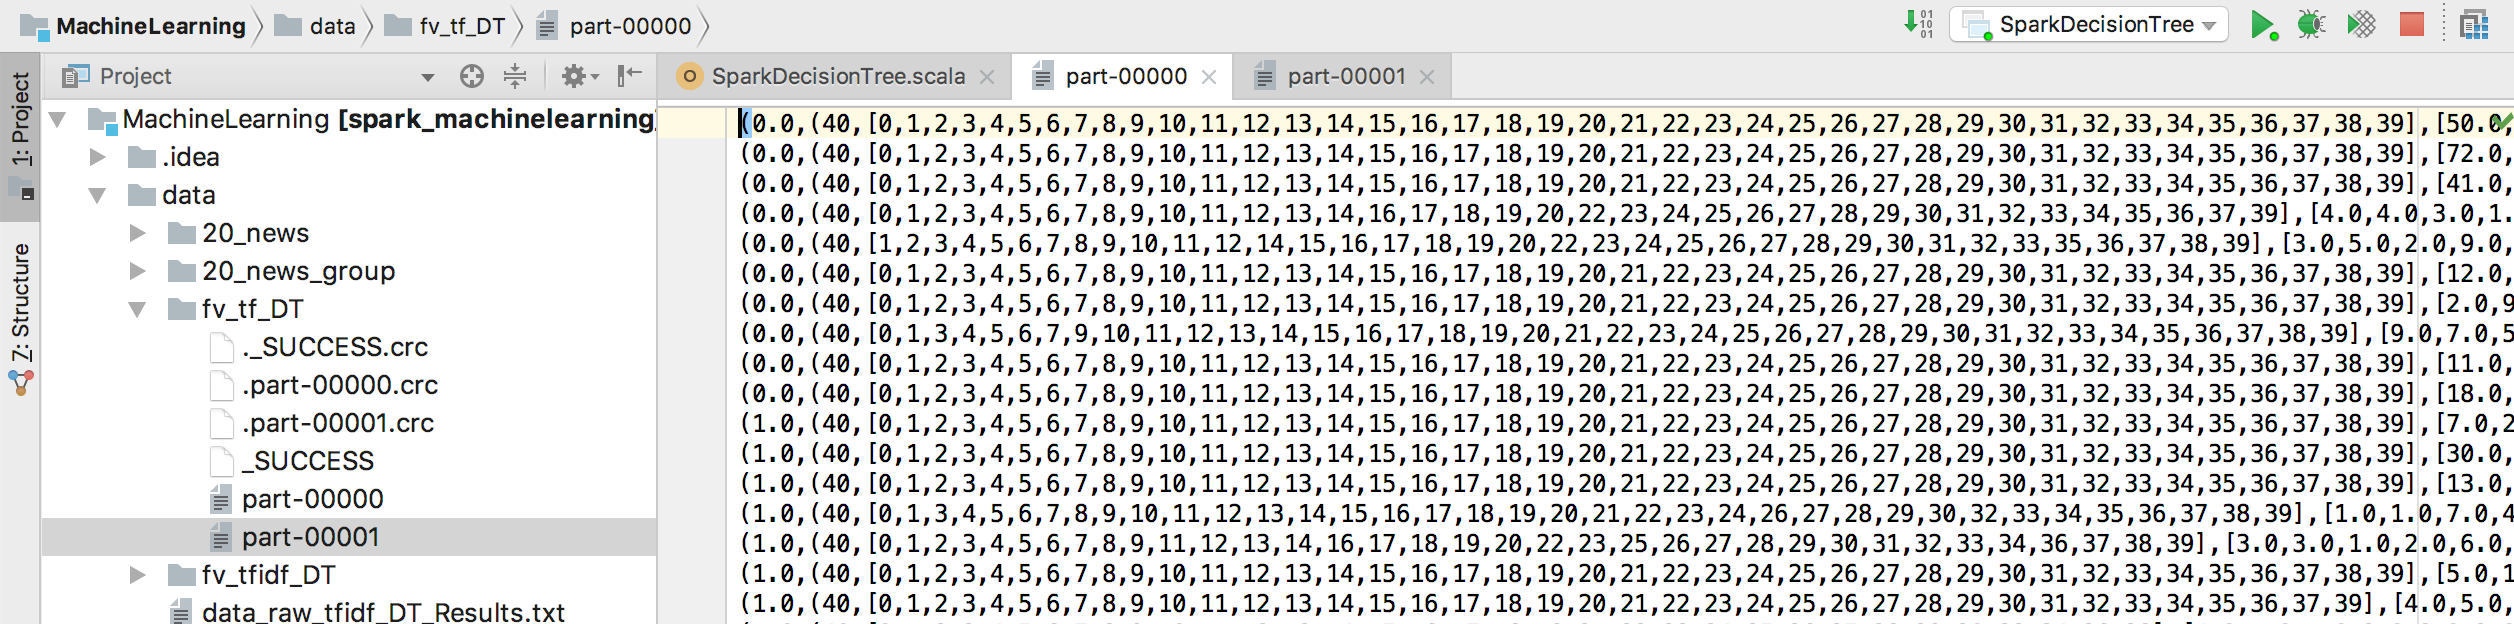 MachineLearning data fv_tf_DT part-00000 SparkDecisionTree
1: Project
7: Structure
Project
SparkDecisionTree.scala part-00000 part-00001
MachineLearning [spark_machinelearning]
.idea
data
20_news
20_news_group
fv_tf_DT
._SUCCESS.crc
.part-00000.crc
.part-00001.crc
_SUCCESS
part-00000
part-00001
fv_tfidf_DT
data_raw_tfidf_DT_Results.txt
(0.0,(40,[0,1,2,3,4,5,6,7,8,9,10,11,12,13,14,15,16,17,18,19,20,21,22,23,24,25,26,27,28,29,30,31,32,33,34,35,36,37,38,39],[50.0,
(0.0,(40,[0,1,2,3,4,5,6,7,8,9,10,11,12,13,14,15,16,17,18,19,20,21,22,23,24,25,26,27,28,29,30,31,32,33,34,35,36,37,38,39],[72.0,
(0.0,(40,[0,1,2,3,4,5,6,7,8,9,10,11,12,13,14,15,16,17,18,19,20,21,22,23,24,25,26,27,28,29,30,31,32,33,34,35,36,37,38,39],[41.0,
(0.0,(40,[0,1,2,3,4,5,6,7,8,9,10,11,12,13,14,16,17,18,19,20,22,23,24,25,26,27,28,29,30,31,32,33,34,35,36,37,39],[4.0,4.0,3.0,1.
(0.0,(40,[1,2,3,4,5,6,7,8,9,10,11,12,14,15,16,17,18,19,20,22,23,24,25,26,27,28,29,30,31,32,33,35,36,37,38,39],[3.0,5.0,2.0,9.0,
(0.0,(40,[0,1,2,3,4,5,6,7,8,9,10,11,12,13,14,15,16,17,18,19,20,21,22,23,24,25,26,27,28,29,30,31,32,33,34,35,36,37,38,39],[12.0,
(0.0,(40,[0,1,2,3,4,5,6,7,8,9,10,11,12,13,14,15,16,17,18,19,20,21,22,23,24,25,26,27,28,29,30,31,32,33,34,35,36,37,38,39],[2.0,9
(0.0,(40,[0,1,3,4,5,6,7,9,10,11,12,13,14,15,16,17,18,19,20,21,22,23,24,25,26,27,28,29,30,31,32,33,34,35,36,37,38,39],[9.0,7.0,5
(0.0,(40,[0,1,2,3,4,5,6,7,8,9,10,11,12,13,14,15,16,17,18,19,20,21,22,23,24,25,26,27,28,29,30,31,32,33,34,35,36,37,38,39],[11.0,
(0.0,(40,[0,1,2,3,4,5,6,7,8,9,10,11,12,13,14,15,16,17,18,19,20,21,22,23,24,25,26,27,28,29,30,31,32,33,34,35,36,37,38,39],[18.0,
(1.0,(40,[0,1,2,3,4,5,6,7,8,9,10,11,12,13,14,15,16,17,18,19,20,21,22,23,24,25,26,27,28,29,30,31,32,33,34,35,36,37,38,39],[7.0,2
(1.0,(40,[0,1,2,3,4,5,6,7,8,9,10,11,12,13,14,15,16,17,18,19,20,21,22,23,24,25,26,27,28,29,30,31,32,33,34,35,36,37,38,39],[30.0,
(1.0,(40,[0,1,2,3,4,5,6,7,8,9,10,11,12,13,14,15,16,17,18,19,20,21,22,23,24,25,26,27,28,29,30,31,32,33,34,35,36,37,38,39],[13.0,
(1.0,(40,[0,1,3,4,5,6,7,8,9,10,11,12,13,14,15,16,17,18,19,20,21,22,23,24,26,27,28,29,30,32,33,34,35,36,37,38,39],[1.0,1.0,7.0,4
(1.0,(40,[0,1,2,3,4,5,6,7,8,9,11,12,13,14,16,17,18,19,20,22,23,25,26,27,28,29,30,31,32,33,34,36,37,38,39],[3.0,3.0,1.0,2.0,6.0,
(1.0,(40,[0,1,2,3,4,5,6,7,8,9,10,11,12,13,14,15,16,17,18,19,20,21,22,23,24,25,26,27,28,29,30,31,32,33,34,35,36,37,38,39],[5.0,1
(1.0,(40,[0,1,2,3,4,5,6,7,8,9,10,11,12,13,14,15,16,17,18,19,20,21,22,23,24,25,26,27,28,29,30,31,32,33,34,35,36,37,39],[4.0,5.0,